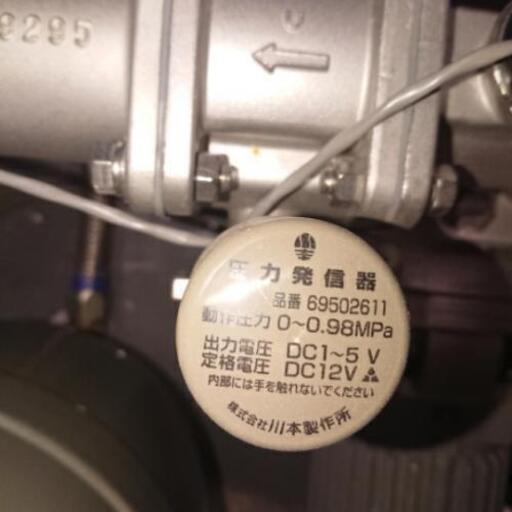 9295
圧力発信器
品番 69502611
動作圧力 0～0.98MPa
出力電圧 DC1～5 V
定格電圧 DC12V
内部には手を触れないでください
株式会社川本製作所